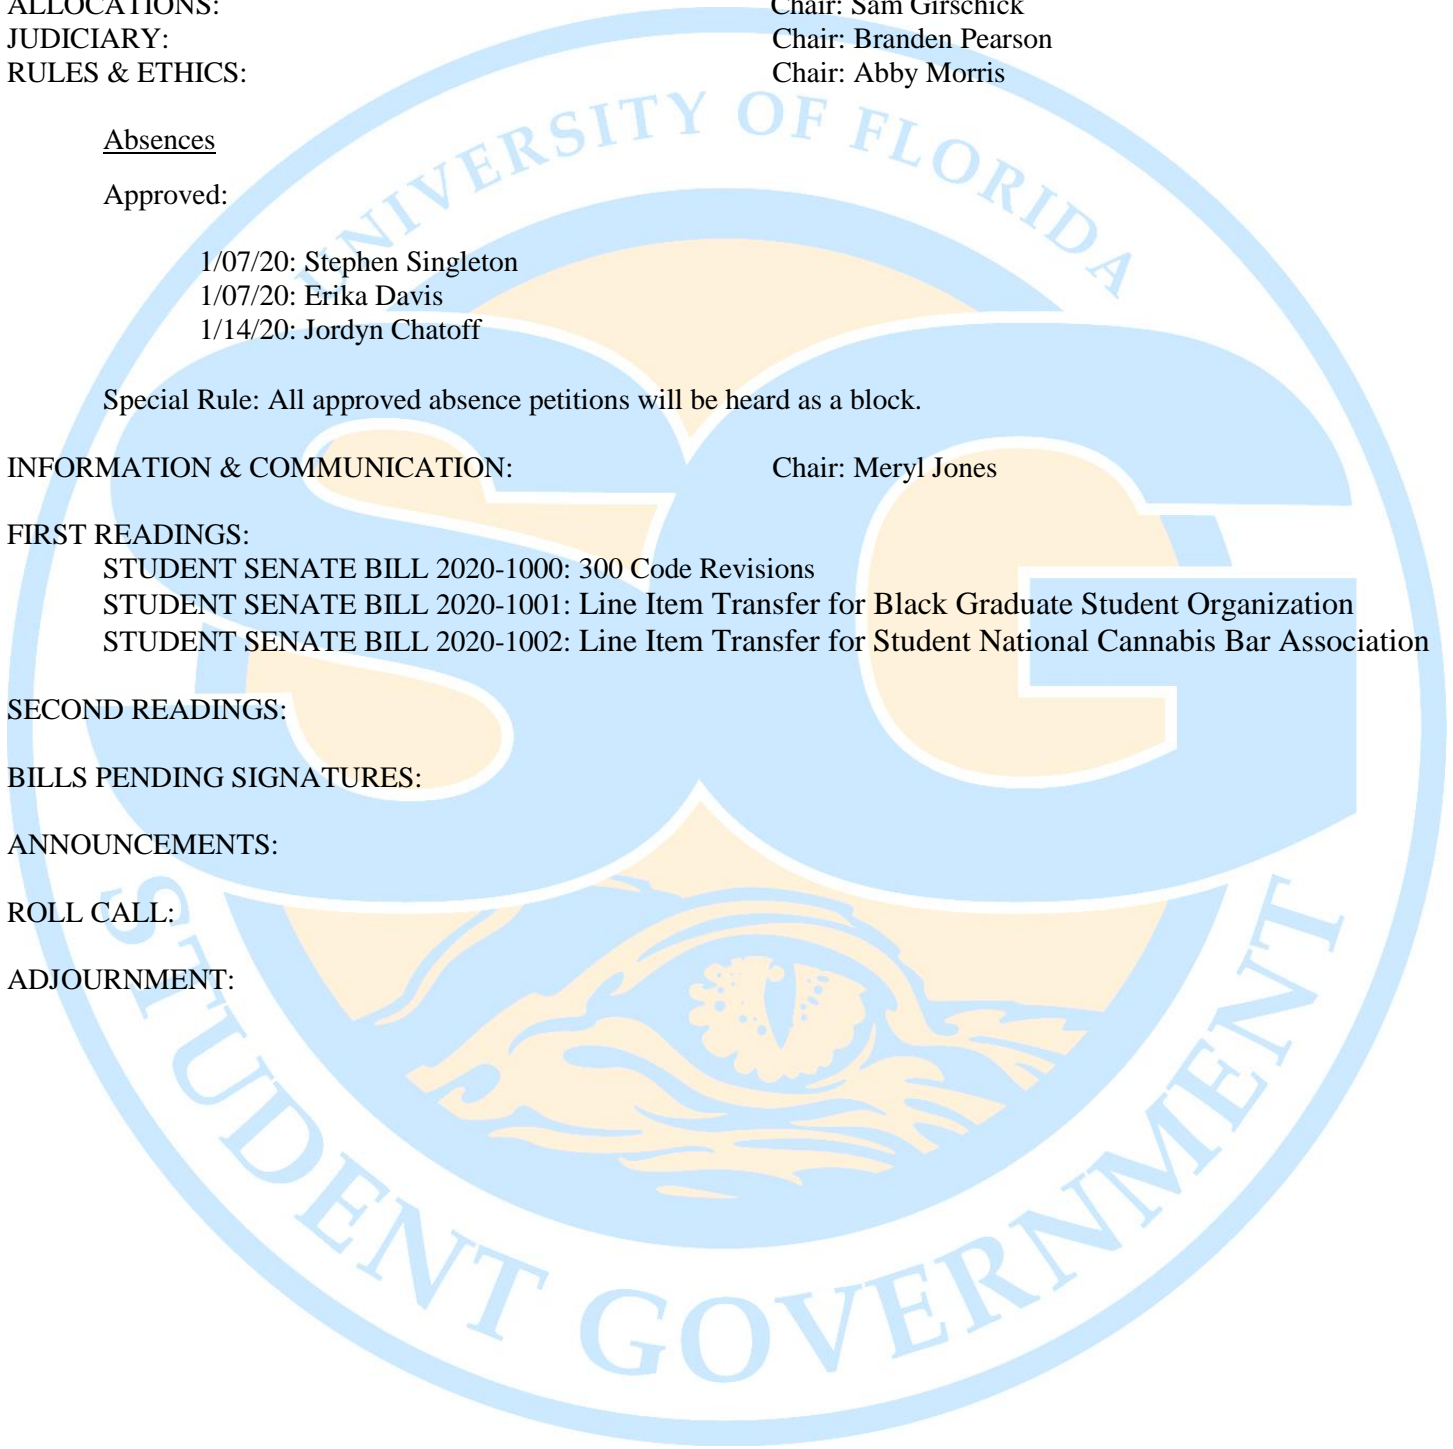 ALLOCATIONS: Chair: Sam Girschick
JUDICIARY: Chair: Branden Pearson
RULES & ETHICS: Chair: Abby Morris
UNIVERSITY OF FLORIDA
Absences
Approved:
1/07/20: Stephen Singleton
1/07/20: Erika Davis
1/14/20: Jordyn Chatoff
Special Rule: All approved absence petitions will be heard as a block.
INFORMATION & COMMUNICATION: Chair: Meryl Jones
SG
FIRST READINGS:
STUDENT SENATE BILL 2020-1000: 300 Code Revisions
STUDENT SENATE BILL 2020-1001: Line Item Transfer for Black Graduate Student Organization
STUDENT SENATE BILL 2020-1002: Line Item Transfer for Student National Cannabis Bar Association
SECOND READINGS:
BILLS PENDING SIGNATURES:
ANNOUNCEMENTS:
ROLL CALL:
ADJOURNMENT:
STUDENT GOVERNMENT